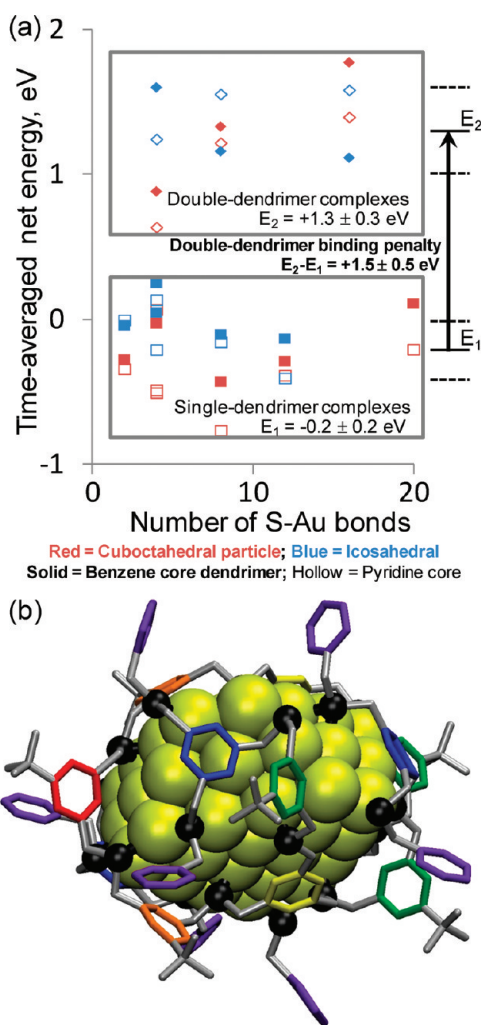 (a)
Time-averaged net energy, eV
2
1
0
-1
E₂
Double-dendrimer complexes
E₂ = +1.3 ± 0.3 eV
Double-dendrimer binding penalty
E₂-E₁ = +1.5 ± 0.5 eV
E₁
Single-dendrimer complexes
E₁ = -0.2 ± 0.2 eV
0
10
20
Number of S-Au bonds
Red = Cuboctahedral particle; Blue = Icosahedral
Solid = Benzene core dendrimer; Hollow = Pyridine core
(b)